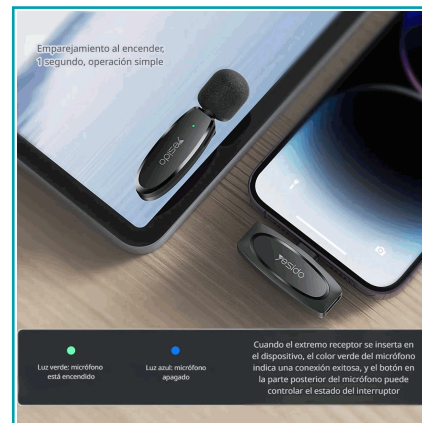 Emparejamiento al encender,
1 segundo, operación simple
Yesido
Yesido
Luz verde: micrófono
está encendido
Luz azul: micrófono
apagado
Cuando el extremo receptor se inserta en
el dispositivo, el color verde del micrófono
indica una conexión exitosa, y el botón en
la parte posterior del micrófono puede
controlar el estado del interruptor